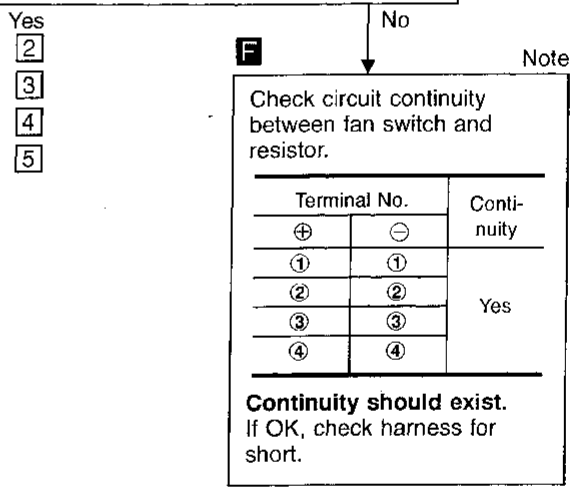 Yes
2
3
4
5
No
F
Note
Check circuit continuity
between fan switch and
resistor.
Terminal No.
Conti-
nuity
⊕ ⊖
① ①
② ②
③ ③
④ ④
Yes
Continuity should exist.
If OK, check harness for
short.